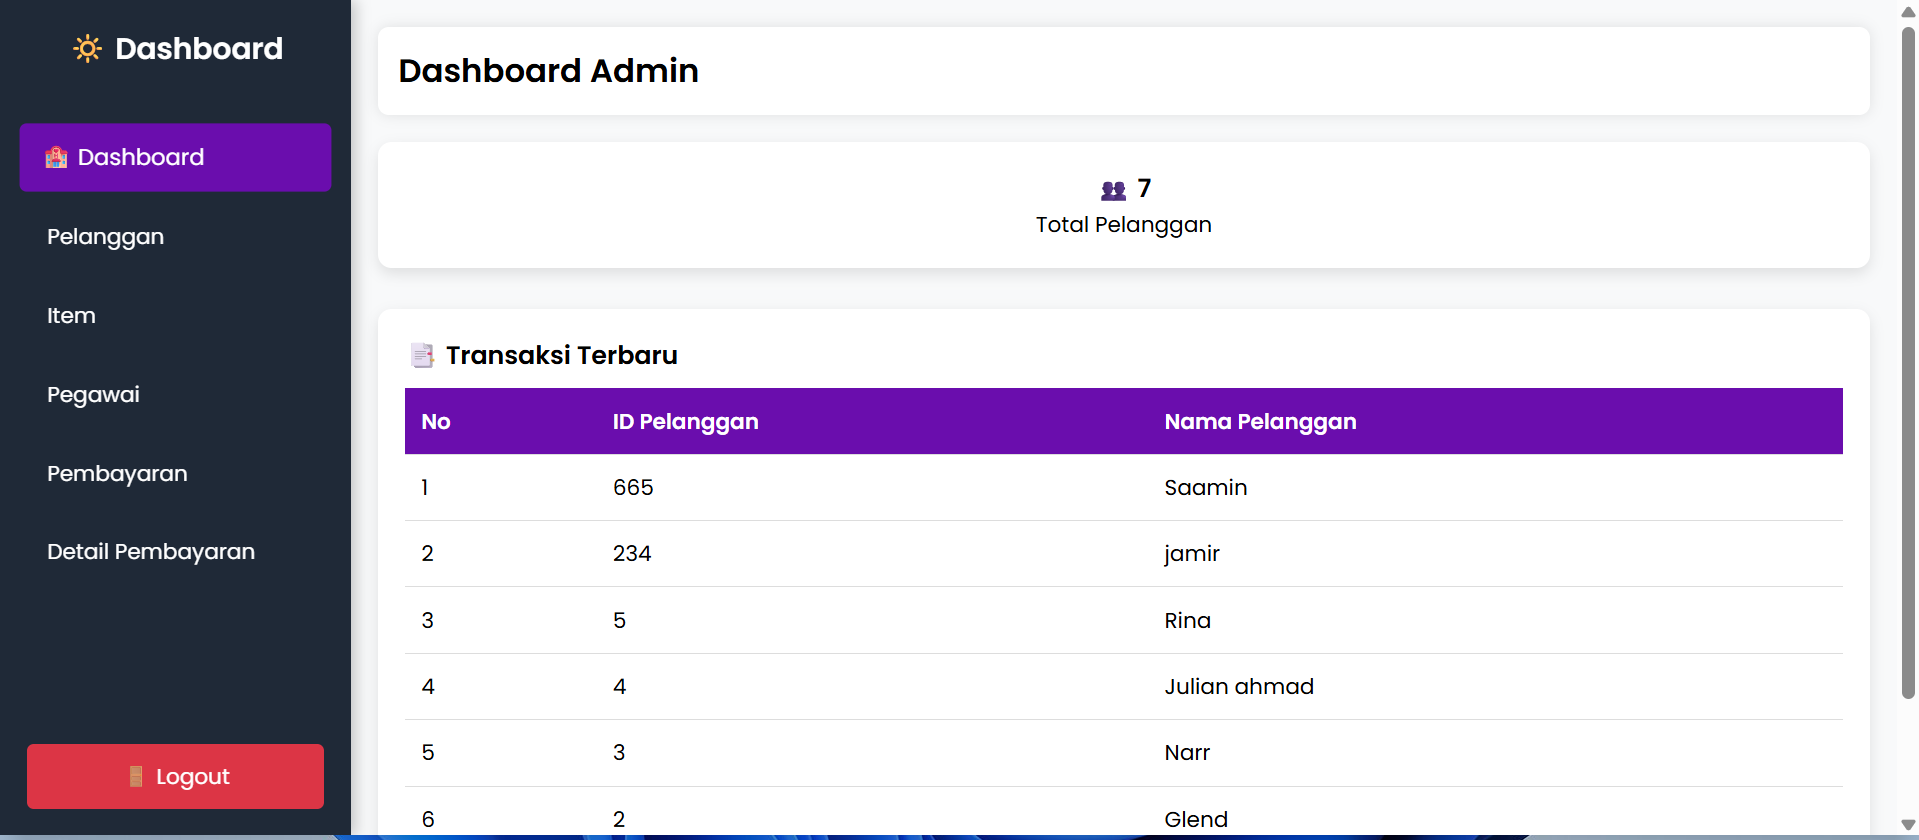 Dashboard
Dashboard
Pelanggan
Item
Pegawai
Pembayaran
Detail Pembayaran
Logout
Dashboard Admin
7
Total Pelanggan
Transaksi Terbaru
No ID Pelanggan Nama Pelanggan
1 665 Saamin
2 234 jamir
3 5 Rina
4 4 Julian ahmad
5 3 Narr
6 2 Glend